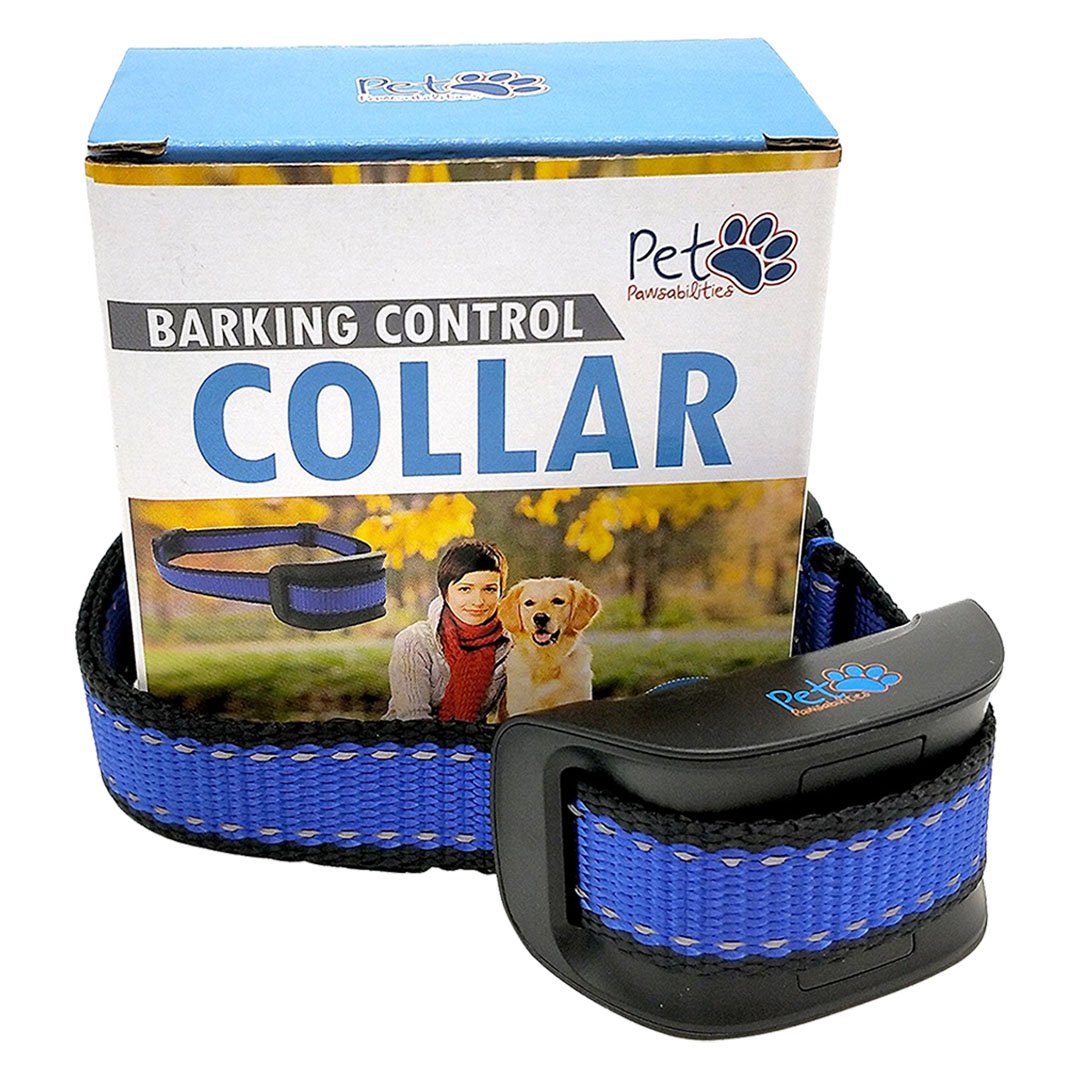 Pet
Pawsabilities
Pet
Pawsabilities
BARKING CONTROL
COLLAR
Pet
Pawsabilities